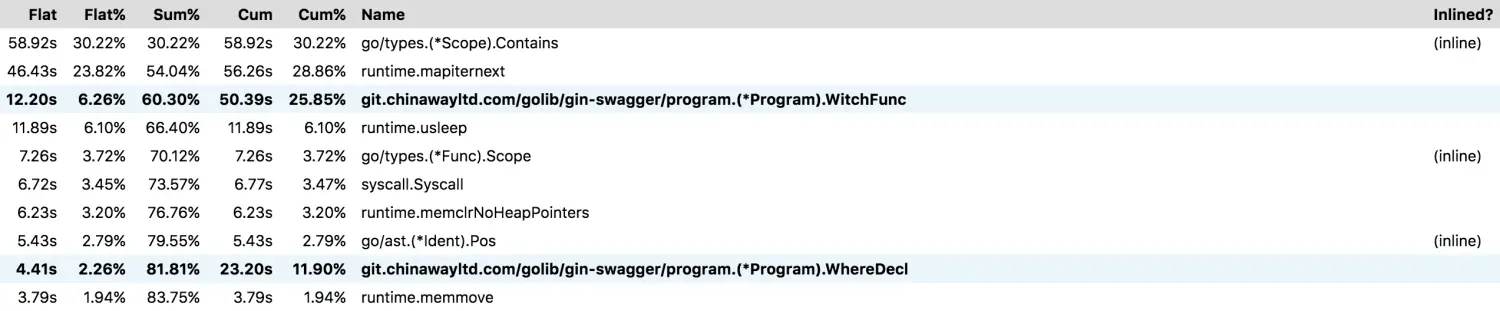 Flat Flat% Sum% Cum Cum% Name Inlined?
58.92s 30.22% 30.22% 58.92s 30.22% go/types.(*Scope).Contains (inline)
46.43s 23.82% 54.04% 56.26s 28.86% runtime.mapiternext
12.20s 6.26% 60.30% 50.39s 25.85% git.chinawayltd.com/golib/gin-swagger/program.(*Program).WitchFunc
11.89s 6.10% 66.40% 11.89s 6.10% runtime.usleep
7.26s 3.72% 70.12% 7.26s 3.72% go/types.(*Func).Scope (inline)
6.72s 3.45% 73.57% 6.77s 3.47% syscall.Syscall
6.23s 3.20% 76.76% 6.23s 3.20% runtime.memclrNoHeapPointers
5.43s 2.79% 79.55% 5.43s 2.79% go/ast.(*Ident).Pos (inline)
4.41s 2.26% 81.81% 23.20s 11.90% git.chinawayltd.com/golib/gin-swagger/program.(*Program).WhereDecl
3.79s 1.94% 83.75% 3.79s 1.94% runtime.memmove